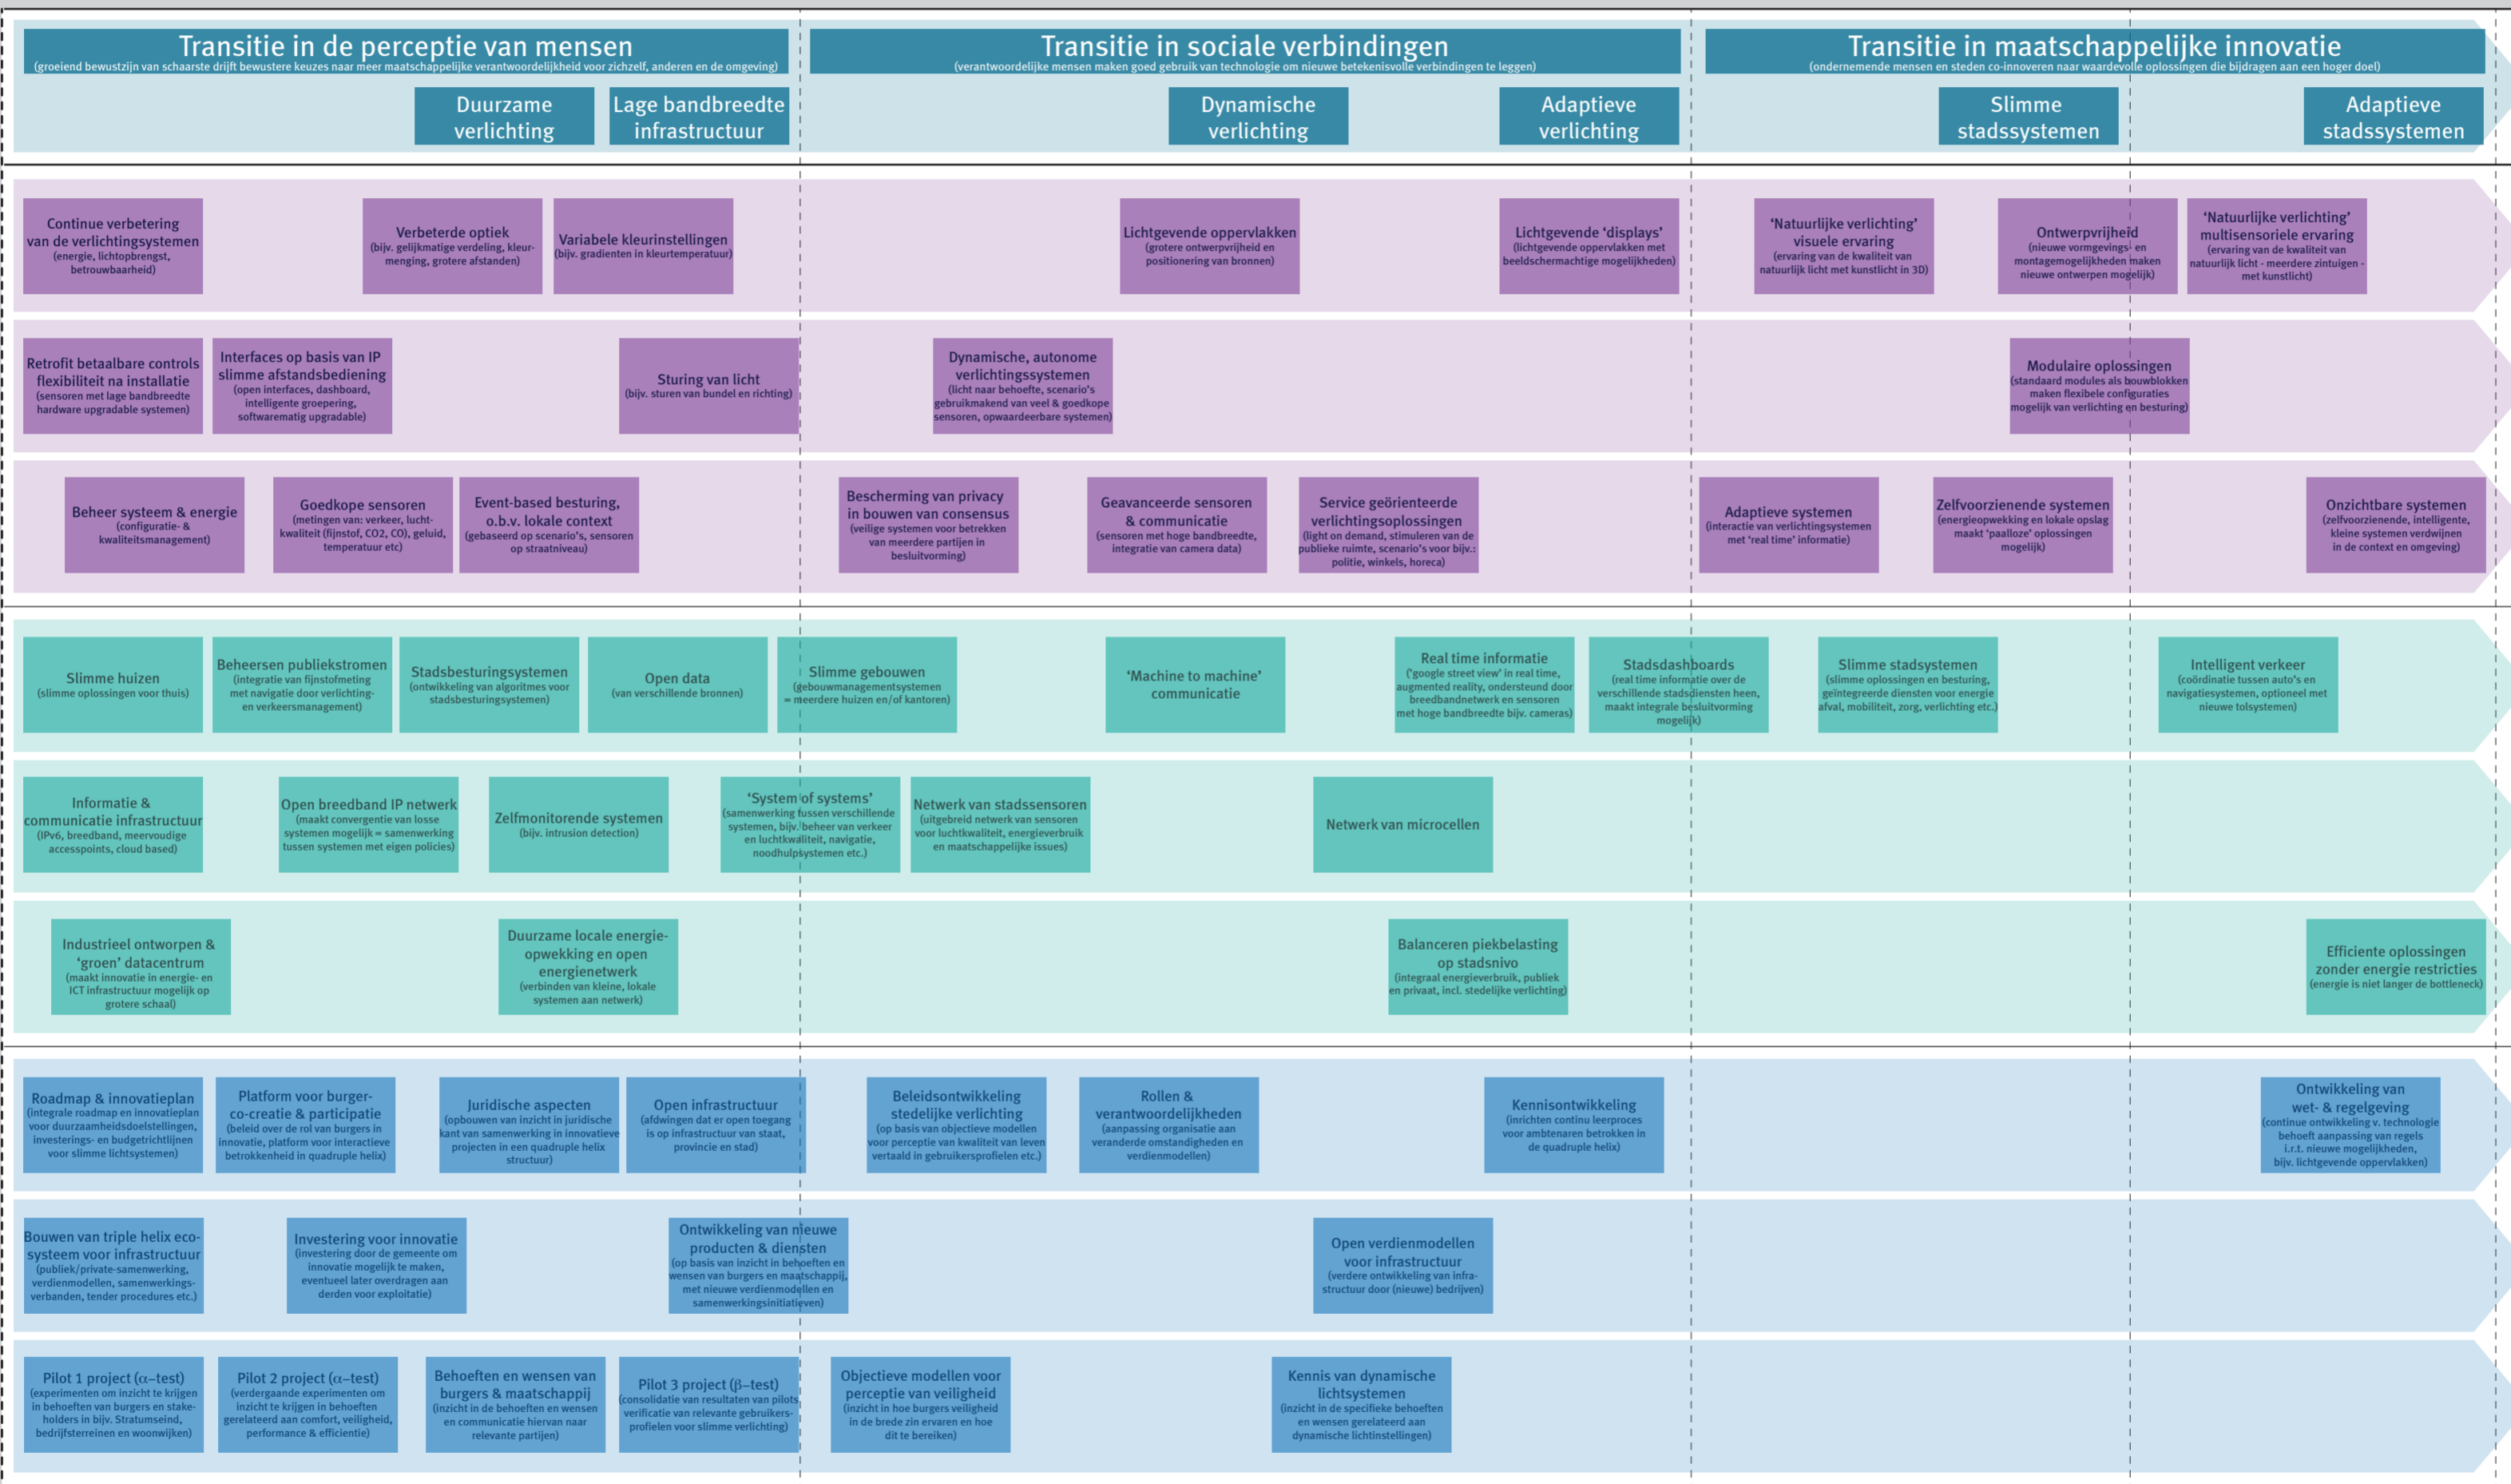 Transitie in de perceptie van mensen
(groeiend bewustzijn van schaarste drijft bewustere keuzes naar meer maatschappelijke verantwoordelijkheid voor zichzelf, anderen en de omgeving)
Transitie in sociale verbindingen
(verantwoordelijke mensen maken goed gebruik van technologie om nieuwe betekenisvolle verbindingen te leggen)
Transitie in maatschappelijke innovatie
(ondernemende mensen en steden co-innoveren naar waardevolle oplossingen die bijdragen aan een hoger doel)
Duurzame
verlichting
Lage bandbreedte
infrastructuur
Dynamische
verlichting
Adaptieve
verlichting
Slimme
stadssystemen
Adaptieve
stadssystemen
Continue verbetering
van de verlichtingsystemen
(energie, lichtopbrengst,
betrouwbaarheid)
Verbeterde optiek
(bijv. gelijkmatige verdeling, kleur-
menging, grotere afstanden)
Variabele kleurinstellingen
(bijv. gradienten in kleurtemperatuur)
Lichtgevende oppervlakken
(grotere ontwerpvrijheid en
positionering van bronnen)
Lichtgevende ‘displays’
(lichtgevende oppervlakken met
beeldschermachtige mogelijkheden)
‘Natuurlijke verlichting’
visuele ervaring
(ervaring van de kwaliteit van
natuurlijk licht met kunstlicht in 3D)
Ontwerpvrijheid
(nieuwe vormgevings- en
montagemogelijkheden maken
nieuwe ontwerpen mogelijk)
‘Natuurlijke verlichting’
multisensoriele ervaring
(ervaring van de kwaliteit van
natuurlijk licht - meerdere zintuigen -
met kunstlicht)
Retrofit betaalbare controls
flexibiliteit na installatie
(sensoren met lage bandbreedte
hardware upgradable systemen)
Interfaces op basis van IP
slimme afstandsbediening
(open interfaces, dashboard,
intelligente groepering,
softwarematig upgradable)
Sturing van licht
(bijv. sturen van bundel en richting)
Dynamische, autonome
verlichtingssystemen
(licht naar behoefte, scenario's
gebruikmakend van veel & goedkope
sensoren, opwaardeerbare systemen)
Modulaire oplossingen
(standaard modules als bouwblokken
maken flexibele configuraties
mogelijk van verlichting en besturing)
Beheer systeem & energie
(configuratie- &
kwaliteitsmanagement)
Goedkope sensoren
(metingen van: verkeer, lucht-
kwaliteit (fijnstof, CO2, CO), geluid,
temperatuur etc)
Event-based besturing,
o.b.v. lokale context
(gebaseerd op scenario's, sensoren
op straatniveau)
Bescherming van privacy
in bouwen van consensus
(veilige systemen voor betrekken
van meerdere partijen in
besluitvorming)
Geavanceerde sensoren
& communicatie
(sensoren met hoge bandbreedte,
integratie van camera data)
Service geörienteerde
verlichtingsoplossingen
(light on demand, stimuleren van de
publieke ruimte, scenario's voor bijv.:
politie, winkels, horeca)
Adaptieve systemen
(interactie van verlichtingsystemen
met ‘real time’ informatie)
Zelfvoorzienende systemen
(energieopwekking en lokale opslag
maakt ‘paalloze’ oplossingen
mogelijk)
Onzichtbare systemen
(zelfvoorzienende, intelligente,
kleine systemen verdwijnen
in de context en omgeving)
Slimme huizen
(slimme oplossingen voor thuis)
Beheersen publiekstromen
(integratie van fijnstofmeting
met navigatie door verlichting-
en verkeersmanagement)
Stadsbesturingsystemen
(ontwikkeling van algoritmes voor
stadsbesturingsystemen)
Open data
(van verschillende bronnen)
Slimme gebouwen
(gebouwmanagementsystemen
= meerdere huizen en/of kantoren)
‘Machine to machine’
communicatie
Real time informatie
(‘google street view’ in real time,
augmented reality, ondersteund door
breedbandnetwerk en sensoren
met hoge bandbreedte bijv. cameras)
Stadsdashboards
(real time informatie over de
verschillende stadsdiensten heen,
maakt integrale besluitvorming
mogelijk)
Slimme stadsystemen
(slimme oplossingen en besturing,
geïntegreerde diensten voor energie
afval, mobiliteit, zorg, verlichting etc.)
Intelligent verkeer
(coördinatie tussen auto's en
navigatiesystemen, optioneel met
nieuwe tolsystemen)
Informatie &
communicatie infrastructuur
(IPv6, breedband, meervoudige
accesspoints, cloud based)
Open breedband IP netwerk
(maakt convergentie van losse
systemen mogelijk = samenwerking
tussen systemen met eigen policies)
Zelfmonitorende systemen
(bijv. intrusion detection)
‘System of systems’
(samenwerking tussen verschillende
systemen, bijv. beheer van verkeer
en luchtkwaliteit, navigatie,
noodhulpsystemen etc.)
Netwerk van stadssensoren
(uitgebreid netwerk van sensoren
voor luchtkwaliteit, energieverbruik
en maatschappelijke issues)
Netwerk van microcellen
Industrieel ontworpen &
‘groen’ datacentrum
(maakt innovatie in energie- en
ICT infrastructuur mogelijk op
grotere schaal)
Duurzame locale energie-
opwekking en open
energienetwerk
(verbinden van kleine, lokale
systemen aan netwerk)
Balanceren piekbelasting
op stadsnivo
(integraal energieverbruik, publiek
en privaat, incl. stedelijke verlichting)
Efficiente oplossingen
zonder energie restricties
(energie is niet langer de bottleneck)
Roadmap & innovatieplan
(integrale roadmap en innovatieplan
voor duurzaamheidsdoelstellingen,
investerings- en budgetrichtlijnen
voor slimme lichtsystemen)
Platform voor burger-
co-creatie & participatie
(beleid over de rol van burgers in
innovatie, platform voor interactieve
betrokkenheid in quadruple helix)
Juridische aspecten
(opbouwen van inzicht in juridische
kant van samenwerking in innovatieve
projecten in een quadruple helix
structuur)
Open infrastructuur
(afdwingen dat er open toegang
is op infrastructuur van staat,
provincie en stad)
Beleidsontwikkeling
stedelijke verlichting
(op basis van objectieve modellen
voor perceptie van kwaliteit van leven
vertaald in gebruikersprofielen etc.)
Rollen &
verantwoordelijkheden
(aanpassing organisatie aan
veranderde omstandigheden en
verdienmodellen)
Kennisontwikkeling
(inrichten continu leerproces
voor ambtenaren betrokken in
de quadruple helix)
Ontwikkeling van
wet- & regelgeving
(continue ontwikkeling v. technologie
behoeft aanpassing van regels
i.r.t. nieuwe mogelijkheden,
bijv. lichtgevende oppervlakken)
Bouwen van triple helix eco-
systeem voor infrastructuur
(publiek/private-samenwerking,
verdienmodellen, samenwerkings-
verbanden, tender procedures etc.)
Investering voor innovatie
(investering door de gemeente om
innovatie mogelijk te maken,
eventueel later overdragen aan
derden voor exploitatie)
Ontwikkeling van nieuwe
producten & diensten
(op basis van inzicht in behoeften en
wensen van burgers en maatschappij,
met nieuwe verdienmodellen en
samenwerkingsinitiatieven)
Open verdienmodellen
voor infrastructuur
(verdere ontwikkeling van infra-
structuur door (nieuwe) bedrijven)
Pilot 1 project (α–test)
(experimenten om inzicht te krijgen
in behoeften van burgers en stake-
holders in bijv. Stratumseind,
bedrijfsterreinen en woonwijken)
Pilot 2 project (α–test)
(verdergaande experimenten om
inzicht te krijgen in behoeften
gerelateerd aan comfort, veiligheid,
performance & efficientie)
Behoeften en wensen van
burgers & maatschappij
(inzicht in de behoeften en wensen
en communicatie hiervan naar
relevante partijen)
Pilot 3 project (β–test)
(consolidatie van resultaten van pilots
verificatie van relevante gebruikers-
profielen voor slimme verlichting)
Objectieve modellen voor
perceptie van veiligheid
(inzicht in hoe burgers veiligheid
in de brede zin ervaren en hoe
dit te bereiken)
Kennis van dynamische
lichtsystemen
(inzicht in de specifieke behoeften
en wensen gerelateerd aan
dynamische lichtinstellingen)